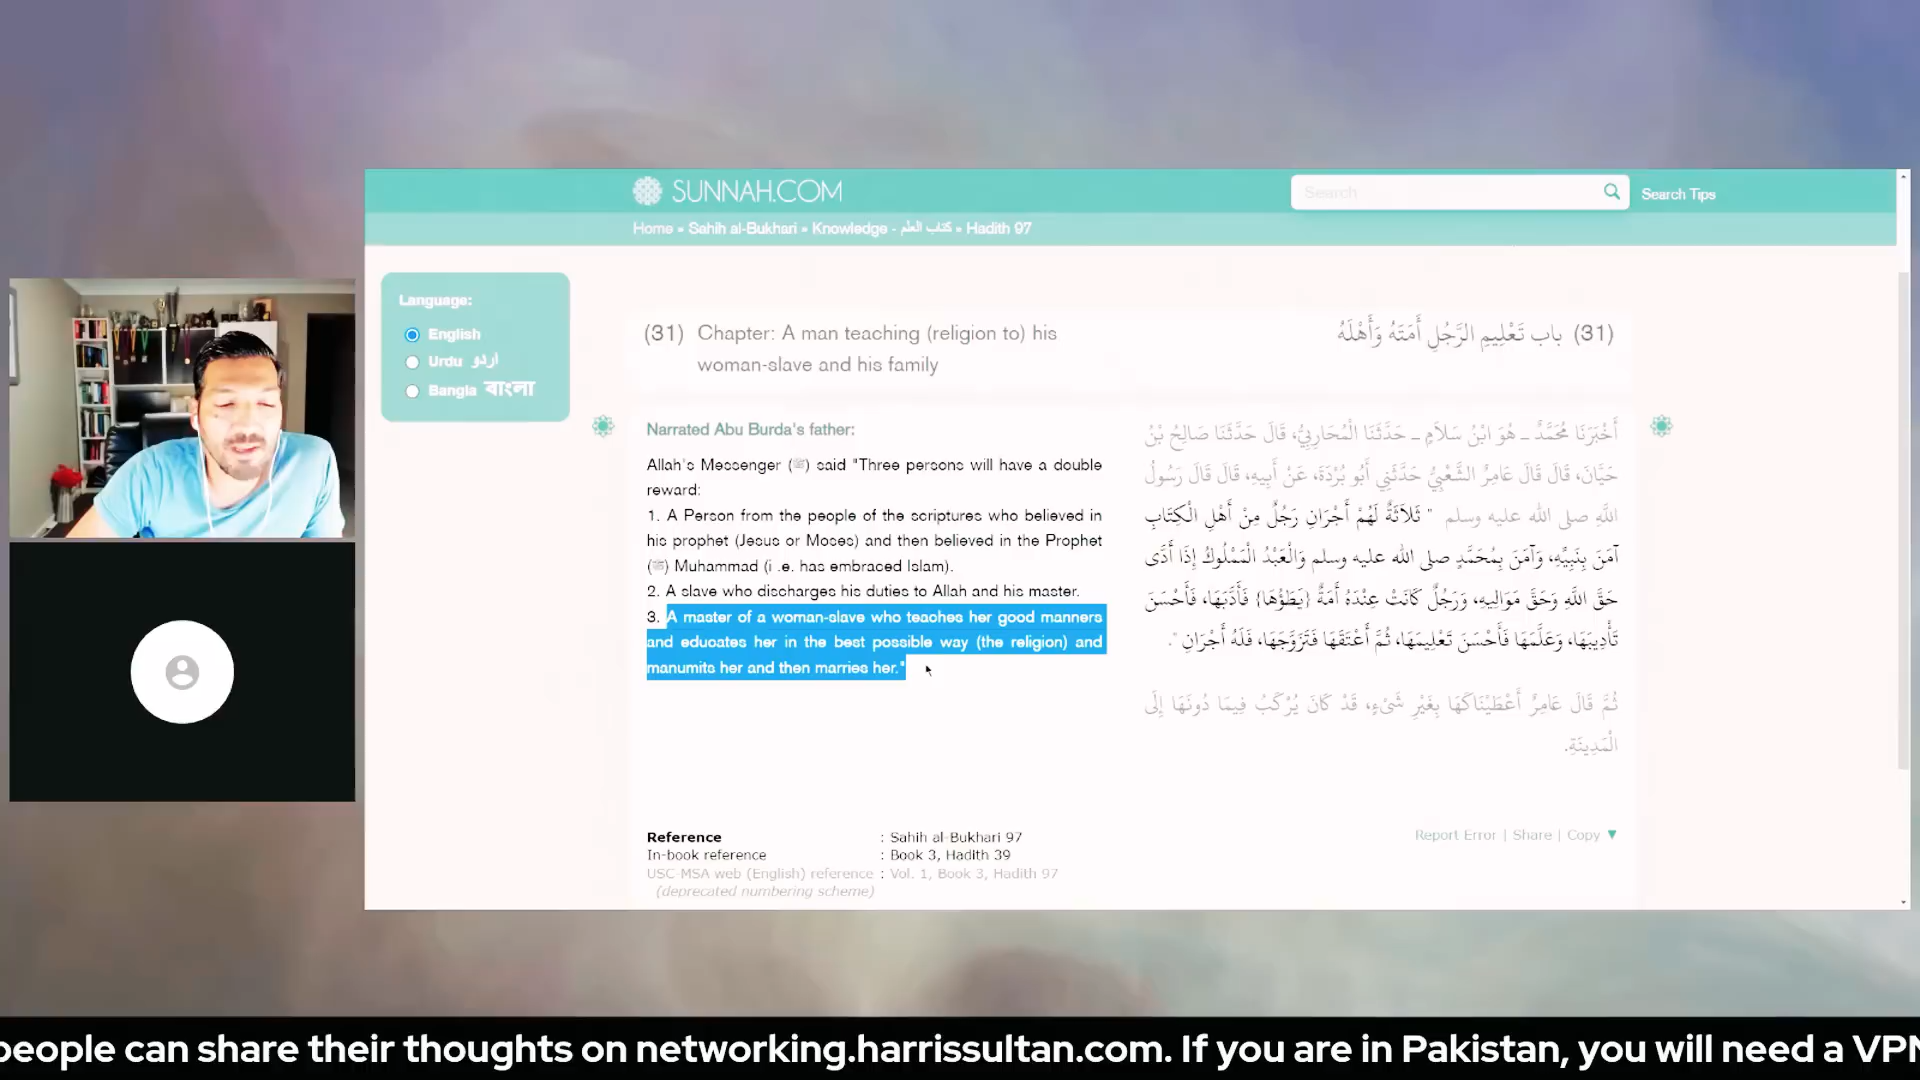 SUNNAH.COM
Search
Search Tips
Home » Sahih al-Bukhari » Knowledge - كتاب العلم » Hadith 97
Language:
English
Urdu اردو
Bangla বাংলা
(31) Chapter: A man teaching (religion to) his
woman-slave and his family
(31) باب تَعْلِيمِ الرَّجُلِ أَمَتَهُ وَأَهْلَهُ
Narrated Abu Burda's father:
Allah's Messenger (ﷺ) said "Three persons will have a double
reward:
1. A Person from the people of the scriptures who believed in
his prophet (Jesus or Moses) and then believed in the Prophet
(ﷺ) Muhammad (i .e. has embraced Islam).
2. A slave who discharges his duties to Allah and his master.
3. A master of a woman-slave who teaches her good manners
and educates her in the best possible way (the religion) and
manumits her and then marries her."
أَخْبَرَنَا مُحَمَّدٌ ـ هُوَ ابْنُ سَلاَمٍ ـ حَدَّثَنَا الْمُحَارِبِيُّ، قَالَ حَدَّثَنَا صَالِحُ بْنُ
حَيَّانَ، قَالَ قَالَ عَامِرٌ الشَّعْبِيُّ حَدَّثَنِي أَبُو بُرْدَةَ، عَنْ أَبِيهِ، قَالَ قَالَ رَسُولُ
اللَّهِ صلى الله عليه وسلم ‏"‏ ثَلاَثَةٌ لَهُمْ أَجْرَانِ رَجُلٌ مِنْ أَهْلِ الْكِتَابِ
آمَنَ بِنَبِيِّهِ، وَآمَنَ بِمُحَمَّدٍ صلى الله عليه وسلم وَالْعَبْدُ الْمَمْلُوكُ إِذَا أَدَّى
حَقَّ اللَّهِ وَحَقَّ مَوَالِيهِ، وَرَجُلٌ كَانَتْ عِنْدَهُ أَمَةٌ {يَطَؤُهَا} فَأَدَّبَهَا، فَأَحْسَنَ
تَأْدِيبَهَا، وَعَلَّمَهَا فَأَحْسَنَ تَعْلِيمَهَا، ثُمَّ أَعْتَقَهَا فَتَزَوَّجَهَا، فَلَهُ أَجْرَانِ ‏"‏‏.‏
ثُمَّ قَالَ عَامِرٌ أَعْطَيْنَاكَهَا بِغَيْرِ شَىْءٍ، قَدْ كَانَ يُرْكَبُ فِيمَا دُونَهَا إِلَى
الْمَدِينَةِ‏.‏
Reference : Sahih al-Bukhari 97
In-book reference : Book 3, Hadith 39
USC-MSA web (English) reference : Vol. 1, Book 3, Hadith 97
(deprecated numbering scheme)
Report Error | Share | Copy ▼
people can share their thoughts on networking.harrissultan.com. If you are in Pakistan, you will need a VPN